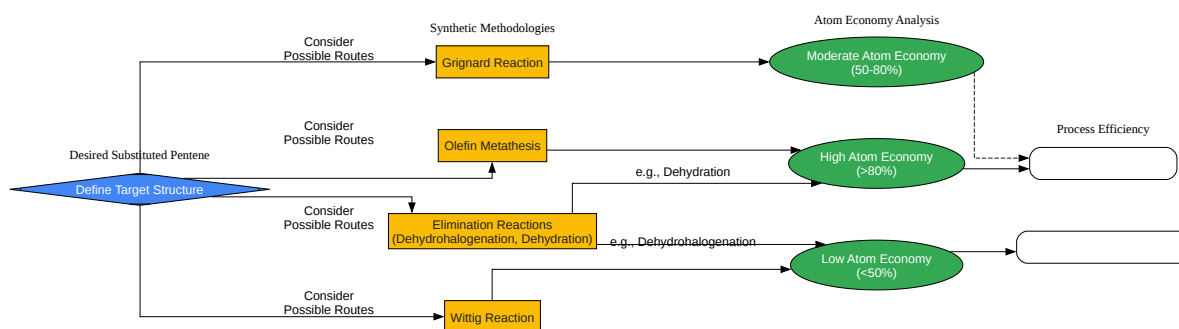 Synthetic Methodologies
Atom Economy Analysis
Consider
Possible Routes
Grignard Reaction
Moderate Atom Economy
(50-80%)
Consider
Possible Routes
Process Efficiency
Olefin Metathesis
High Atom Economy
(>80%)
Desired Substituted Pentene
e.g., Dehydration
Define Target Structure
Consider
Possible Routes
Elimination Reactions
(Dehydrohalogenation, Dehydration)
e.g., Dehydrohalogenation
Low Atom Economy
(<50%)
Consider
Possible Routes
Wittig Reaction